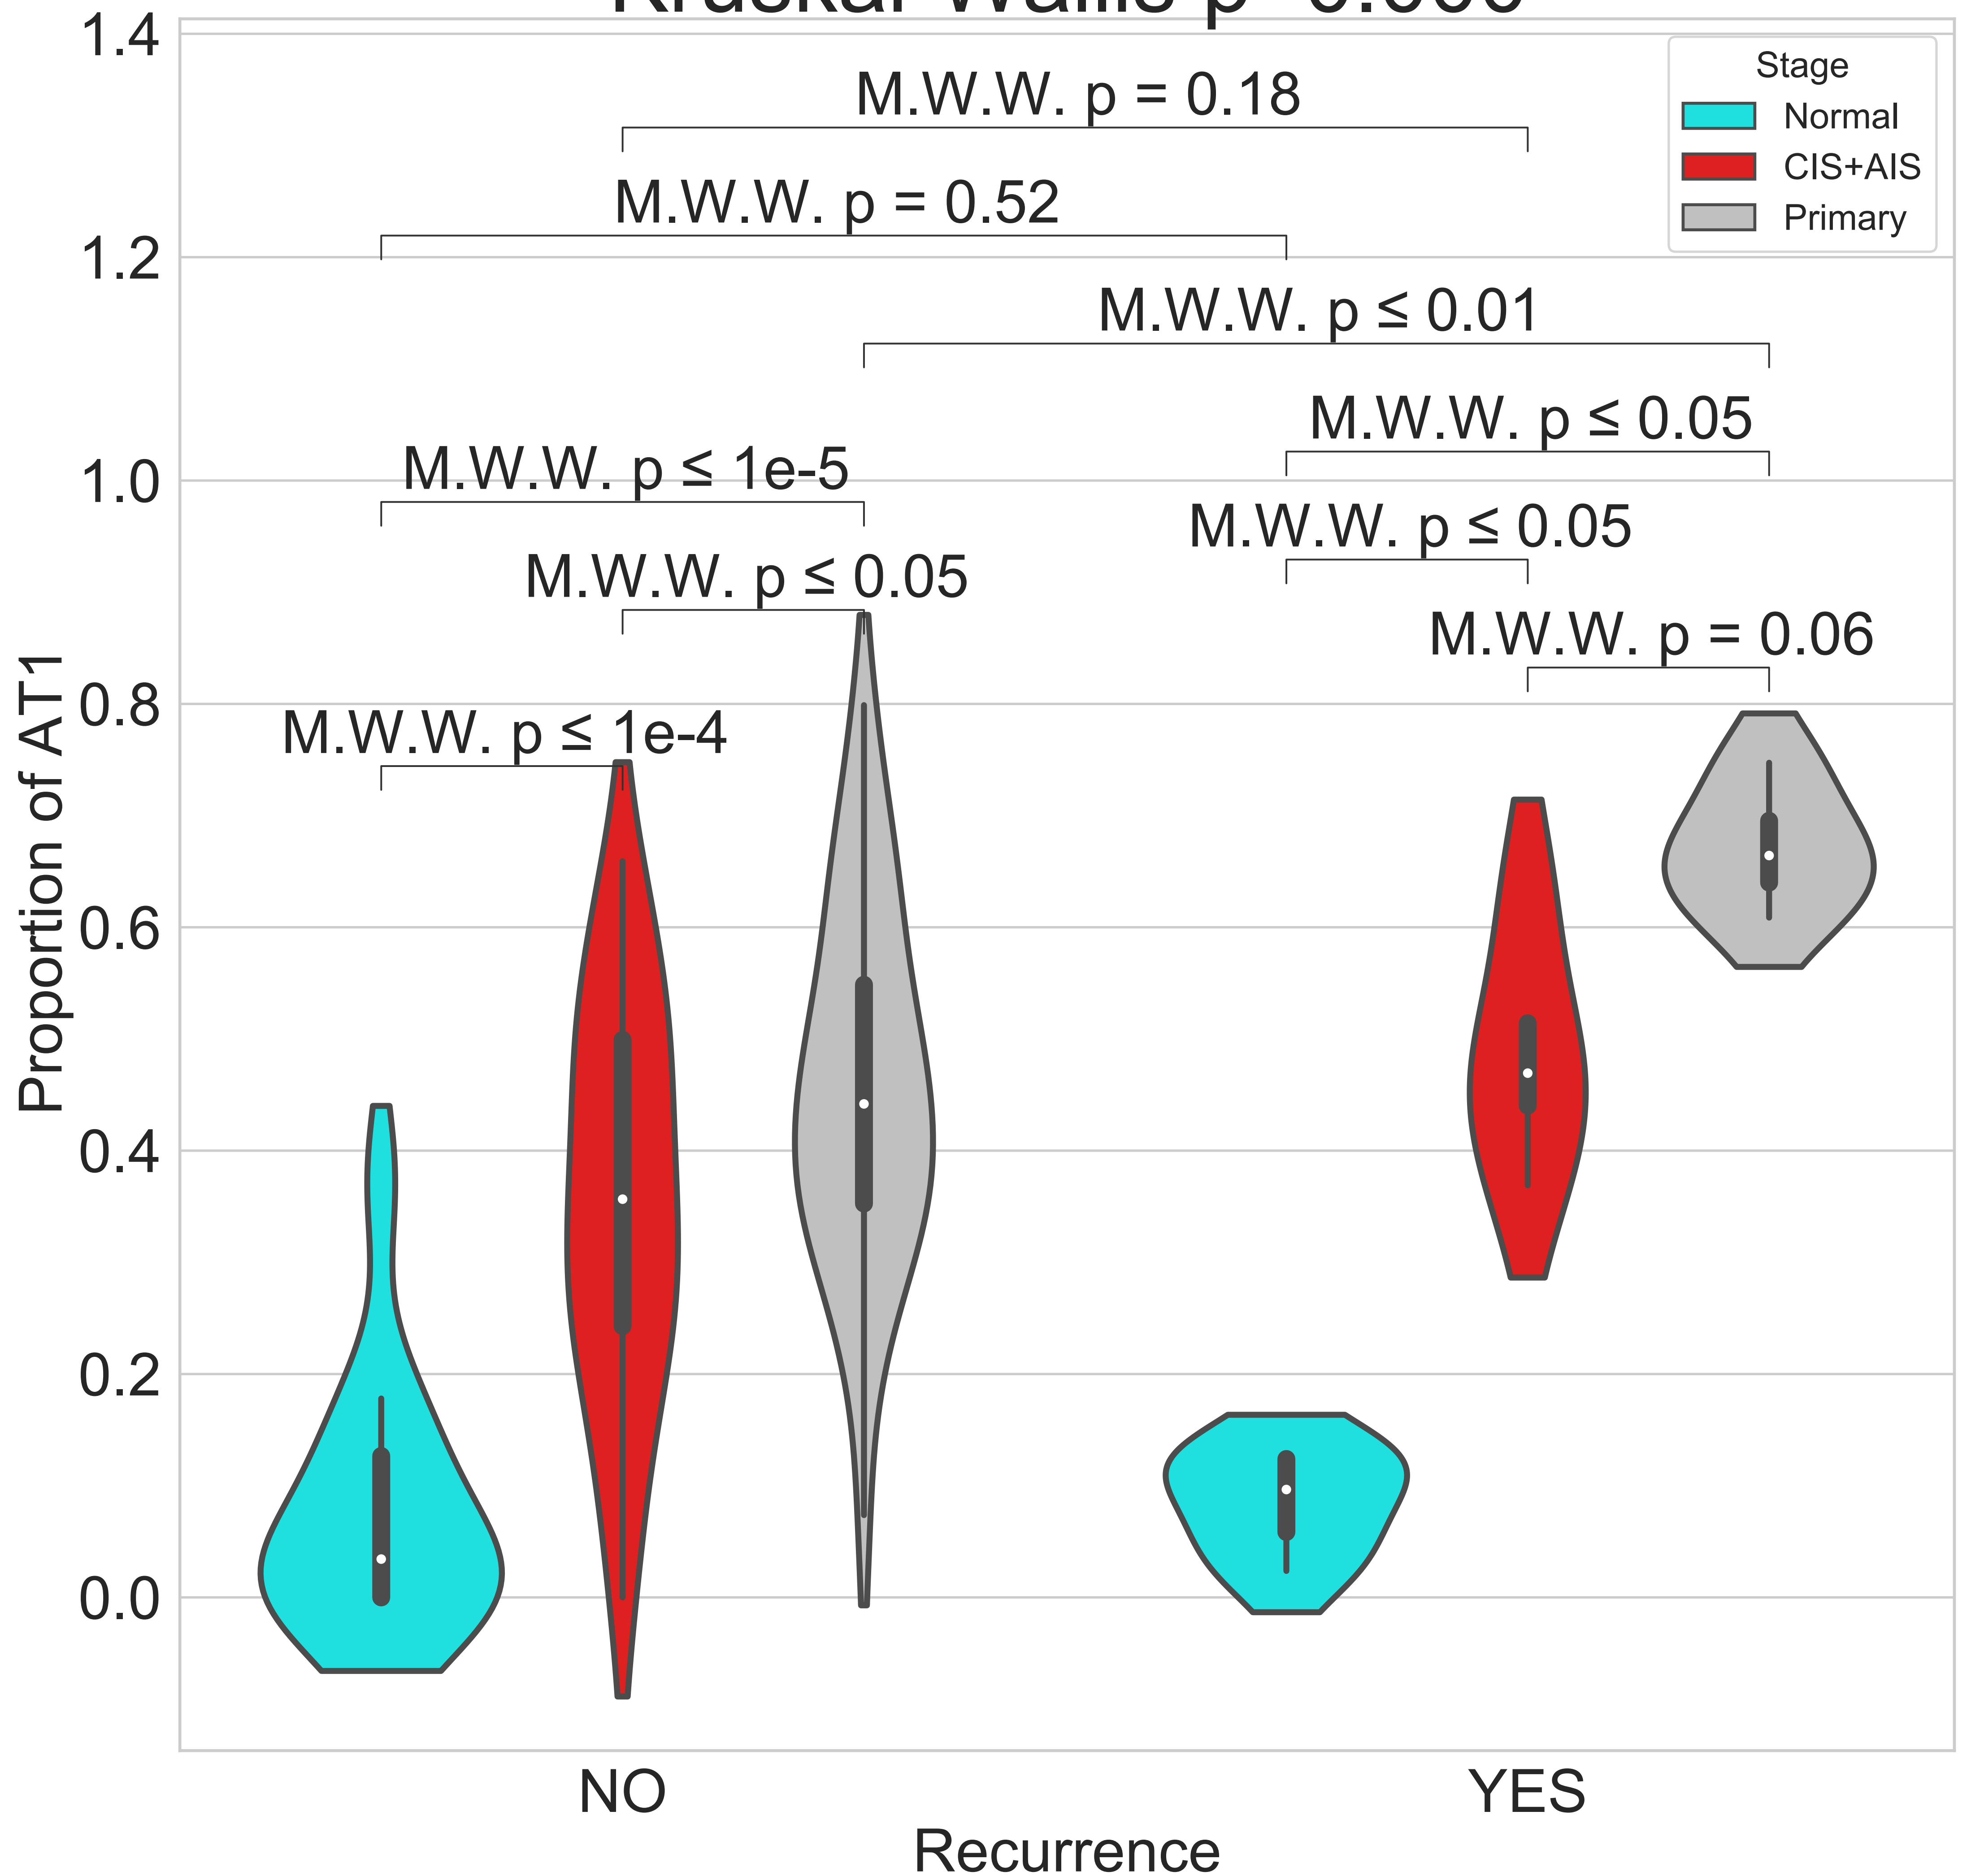 1.4
1.2
1.0
0.8
0.6
0.4
0.2
0.0
Proportion of AT1
M.W.W. p = 0.18
M.W.W. p = 0.52
M.W.W. p ≤ 0.01
M.W.W. p ≤ 0.05
M.W.W. p ≤ 1e-5
M.W.W. p ≤ 0.05
M.W.W. p ≤ 0.05
M.W.W. p = 0.06
M.W.W. p ≤ 1e-4
Stage
Normal
CIS+AIS
Primary
NO
YES
Recurrence